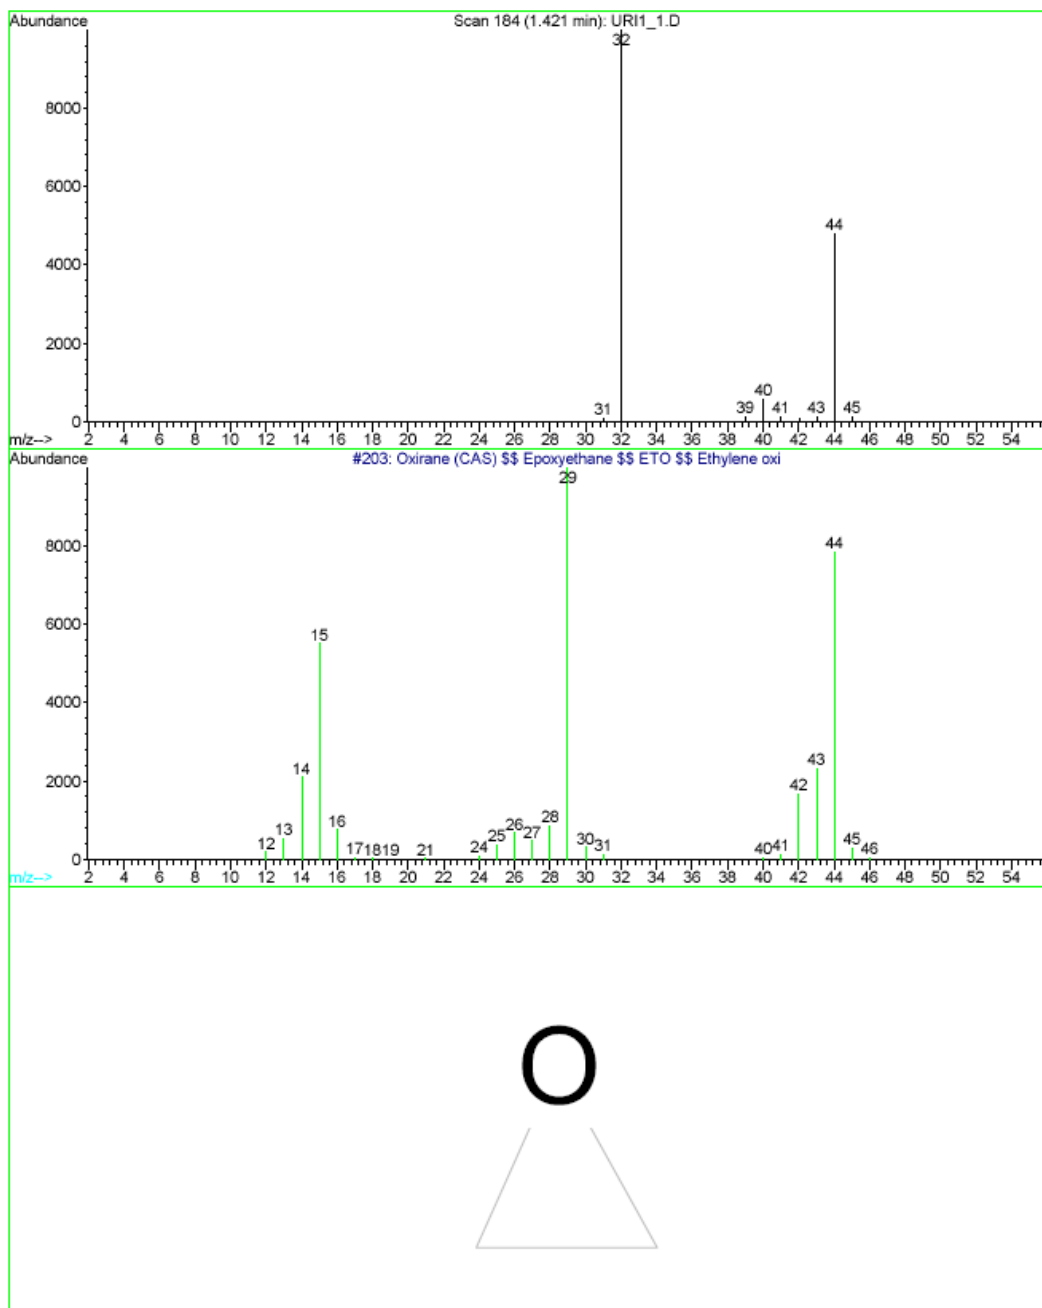 Abundance
Scan 184 (1.421 min): URI1_1.D
32
8000
6000
44
4000
2000
40
31 39 41 43 45
0
m/z-->
2 4 6 8 10 12 14 16 18 20 22 24 26 28 30 32 34 36 38 40 42 44 46 48 50 52 54
Abundance
#203: Oxirane (CAS) $$ Epoxyethane $$ ETO $$ Ethylene oxi
29
8000
44
6000
15
4000
2000
14 43
42
12 13 16 17 18 19 21 24 25 26 27 28 30 31 40 41 45 46
0
m/z-->
2 4 6 8 10 12 14 16 18 20 22 24 26 28 30 32 34 36 38 40 42 44 46 48 50 52 54
O